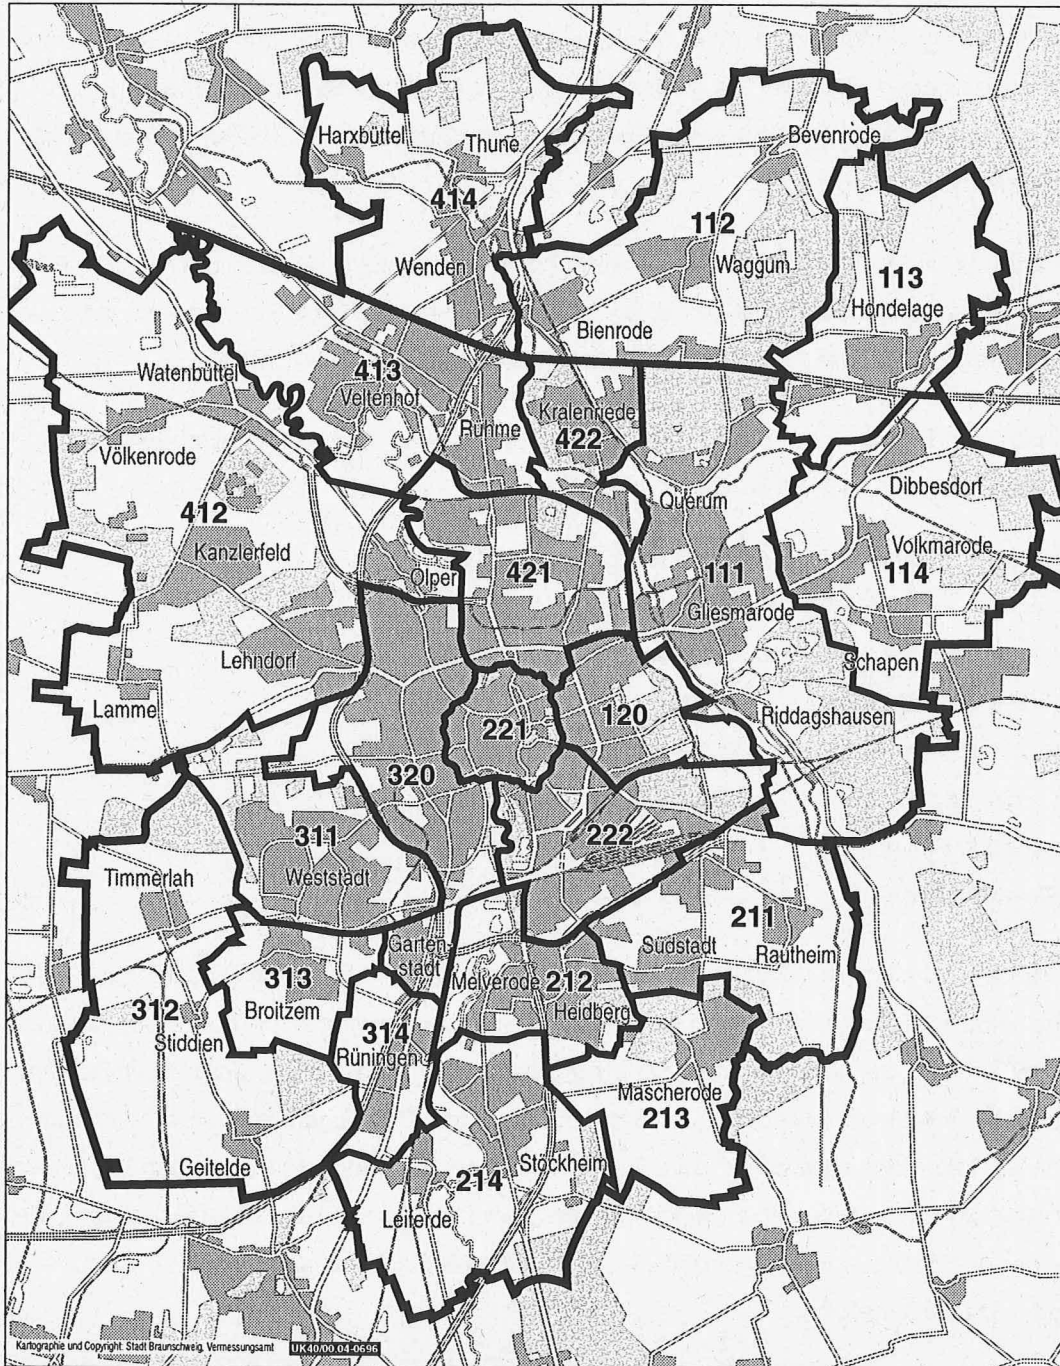 Harxbüttel
Thune
Bevenrode
414
112
Wenden
Waggum
113
Hondelage
Bienrode
Watenbüttel
413
Veltenhof
Kralenriede
Rühme
422
Völkenrode
Querum
Dibbesdorf
412
Kanzlerfeld
Volkmarode
Olper
421
111
114
Gliesmarode
Lehndorf
Schapen
Lamme
Riddagshausen
221
120
320
311
222
Timmerlah
Weststadt
211
Garten-
stadt
Südstadt
Rautheim
313
Melverode
212
312
Broitzem
Heidberg
314
Stiddien
Rüningen
Mascherode
213
Geitelde
Stöckheim
214
Leiferde
Kartographie und Copyright: Stadt Braunschweig, Vermessungsamt
UK40/00.04-0696